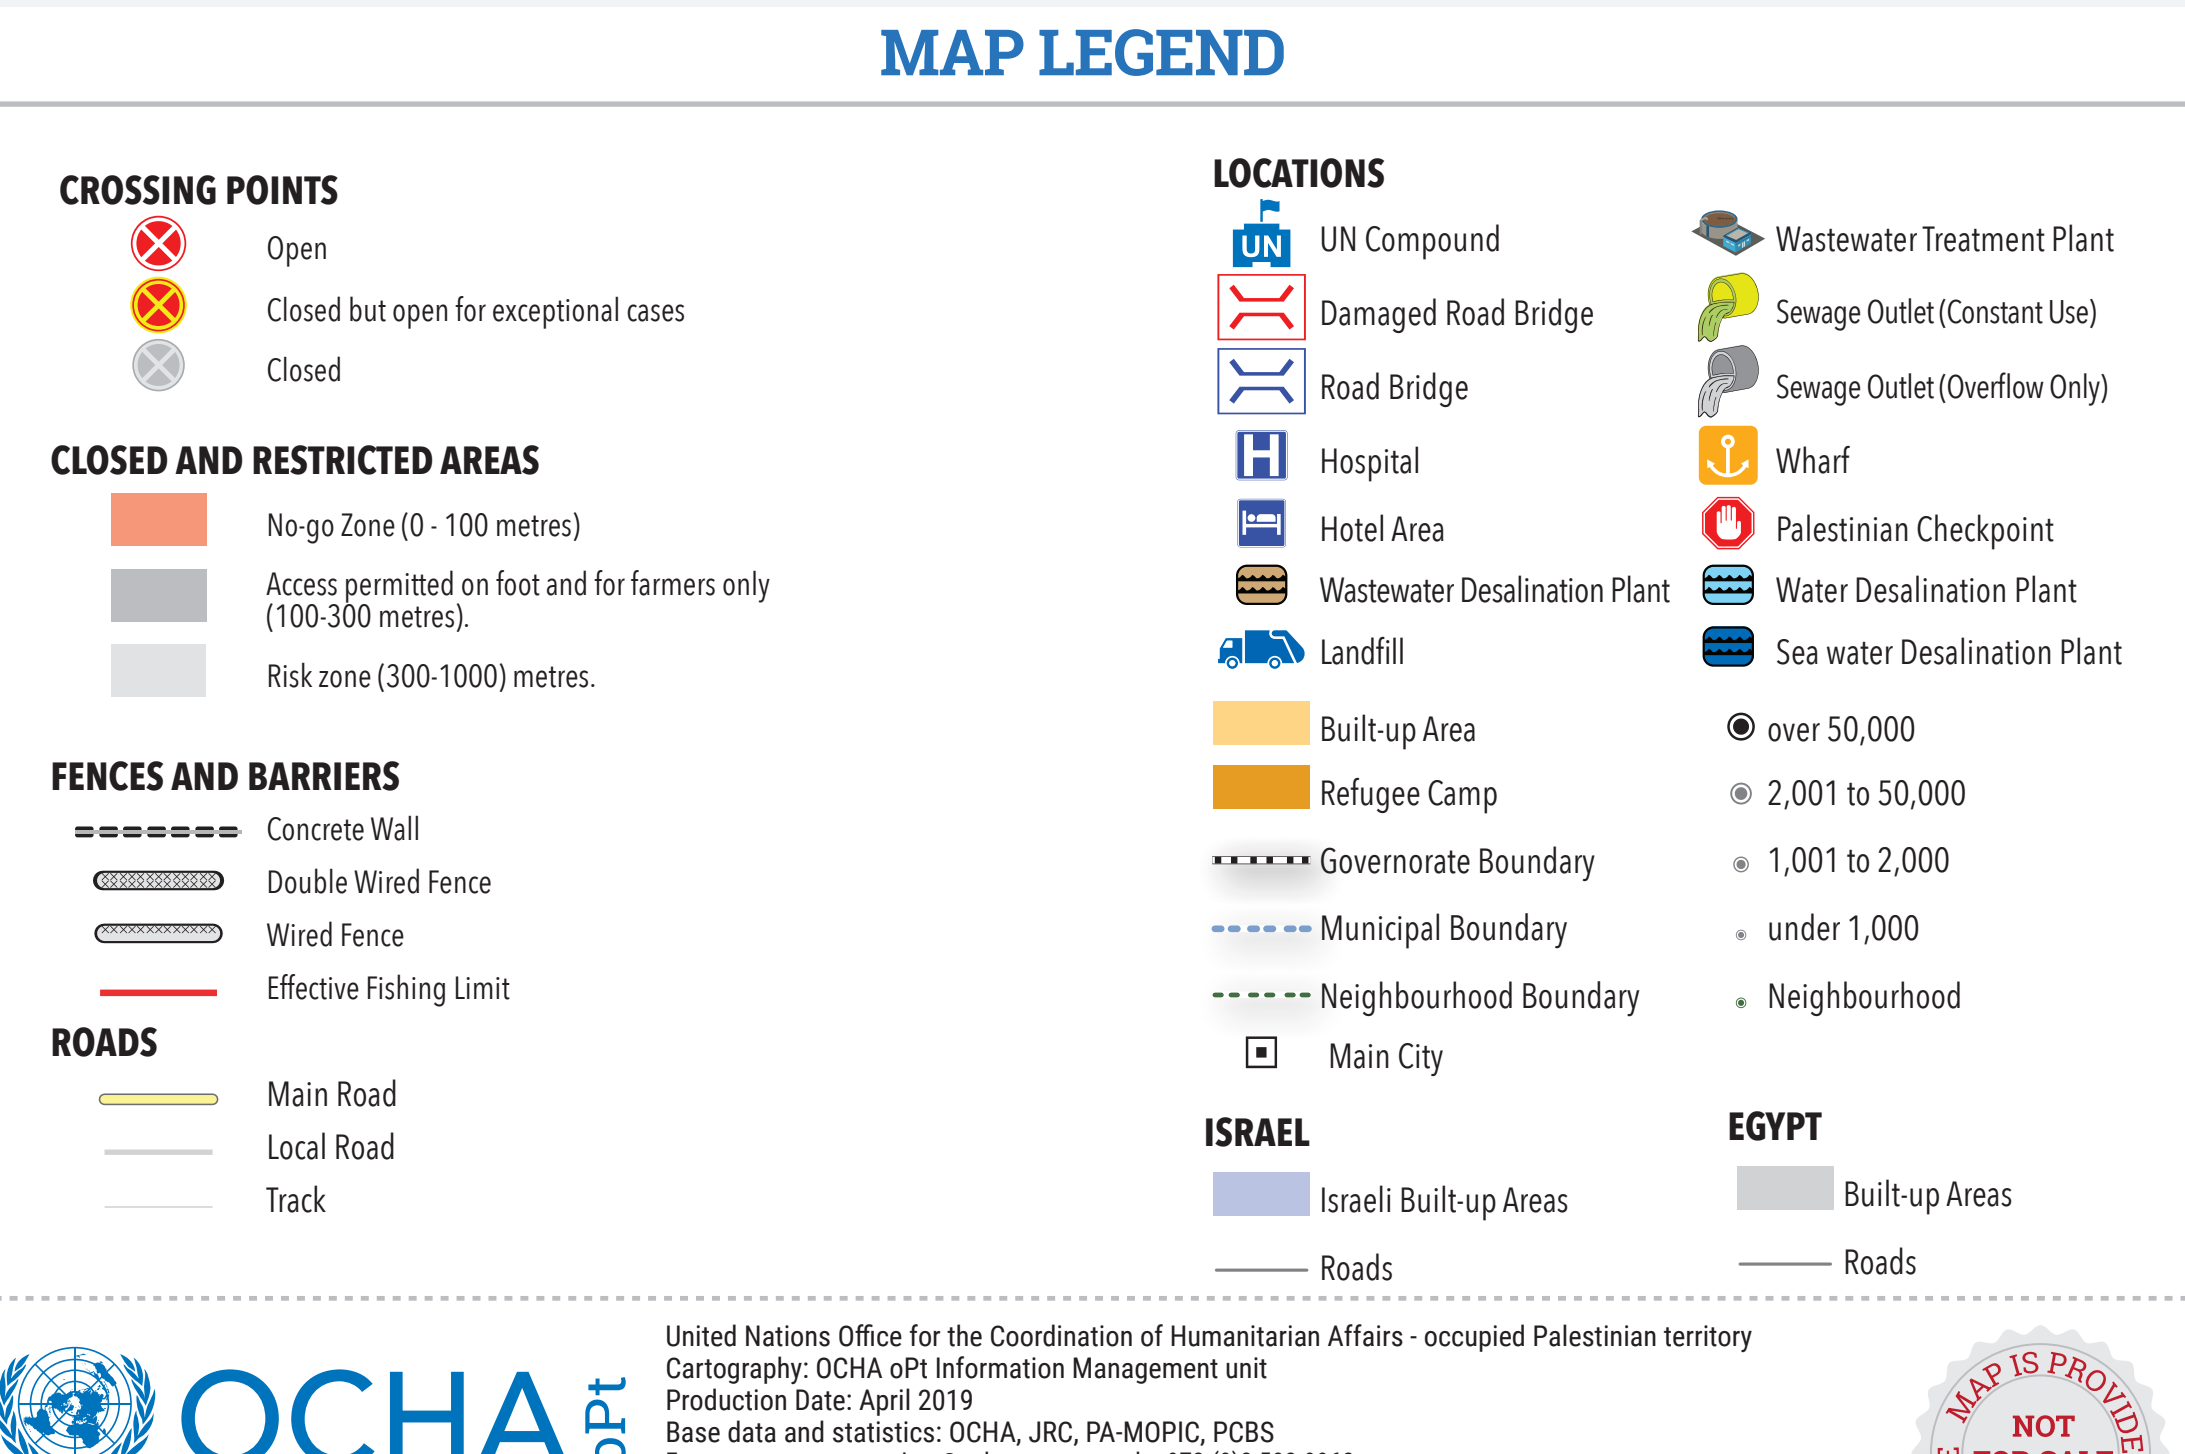 MAP LEGEND
CROSSING POINTS
Open
Closed but open for exceptional cases
Closed
CLOSED AND RESTRICTED AREAS
No-go Zone (0 - 100 metres)
Access permitted on foot and for farmers only
(100-300 metres).
Risk zone (300-1000) metres.
FENCES AND BARRIERS
Concrete Wall
Double Wired Fence
Wired Fence
Effective Fishing Limit
ROADS
Main Road
Local Road
Track
LOCATIONS
UN
UN Compound
Damaged Road Bridge
Road Bridge
H
Hospital
Hotel Area
Wastewater Desalination Plant
Landfill
Built-up Area
Refugee Camp
Governorate Boundary
Municipal Boundary
Neighbourhood Boundary
Main City
Wastewater Treatment Plant
Sewage Outlet (Constant Use)
Sewage Outlet (Overflow Only)
Wharf
Palestinian Checkpoint
Water Desalination Plant
Sea water Desalination Plant
over 50,000
2,001 to 50,000
1,001 to 2,000
under 1,000
Neighbourhood
ISRAEL
Israeli Built-up Areas
Roads
EGYPT
Built-up Areas
Roads
OCHA oPt
United Nations Office for the Coordination of Humanitarian Affairs - occupied Palestinian territory
Cartography: OCHA oPt Information Management unit
Production Date: April 2019
Base data and statistics: OCHA, JRC, PA-MOPIC, PCBS
MAP IS PROVIDE
NOT